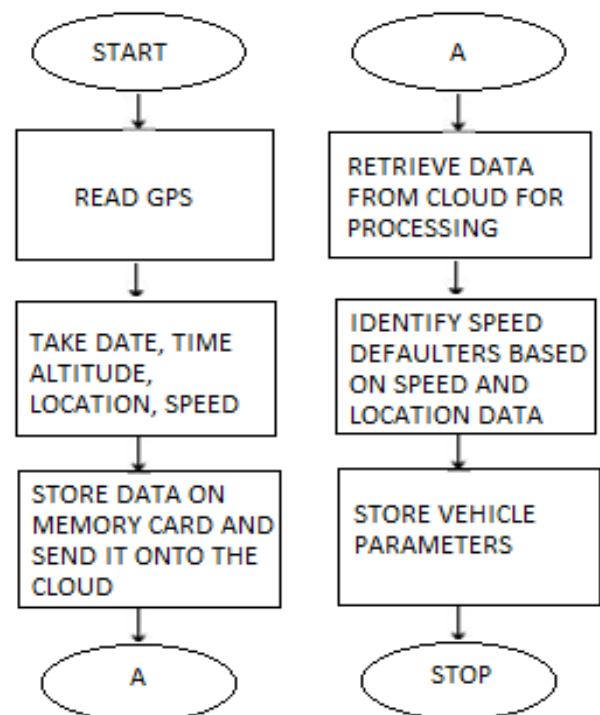 START
READ GPS
TAKE DATE, TIME
ALTITUDE,
LOCATION, SPEED
STORE DATA ON
MEMORY CARD AND
SEND IT ONTO THE
CLOUD
A
A
RETRIEVE DATA
FROM CLOUD FOR
PROCESSING
IDENTIFY SPEED
DEFAULTERS BASED
ON SPEED AND
LOCATION DATA
STORE VEHICLE
PARAMETERS
STOP